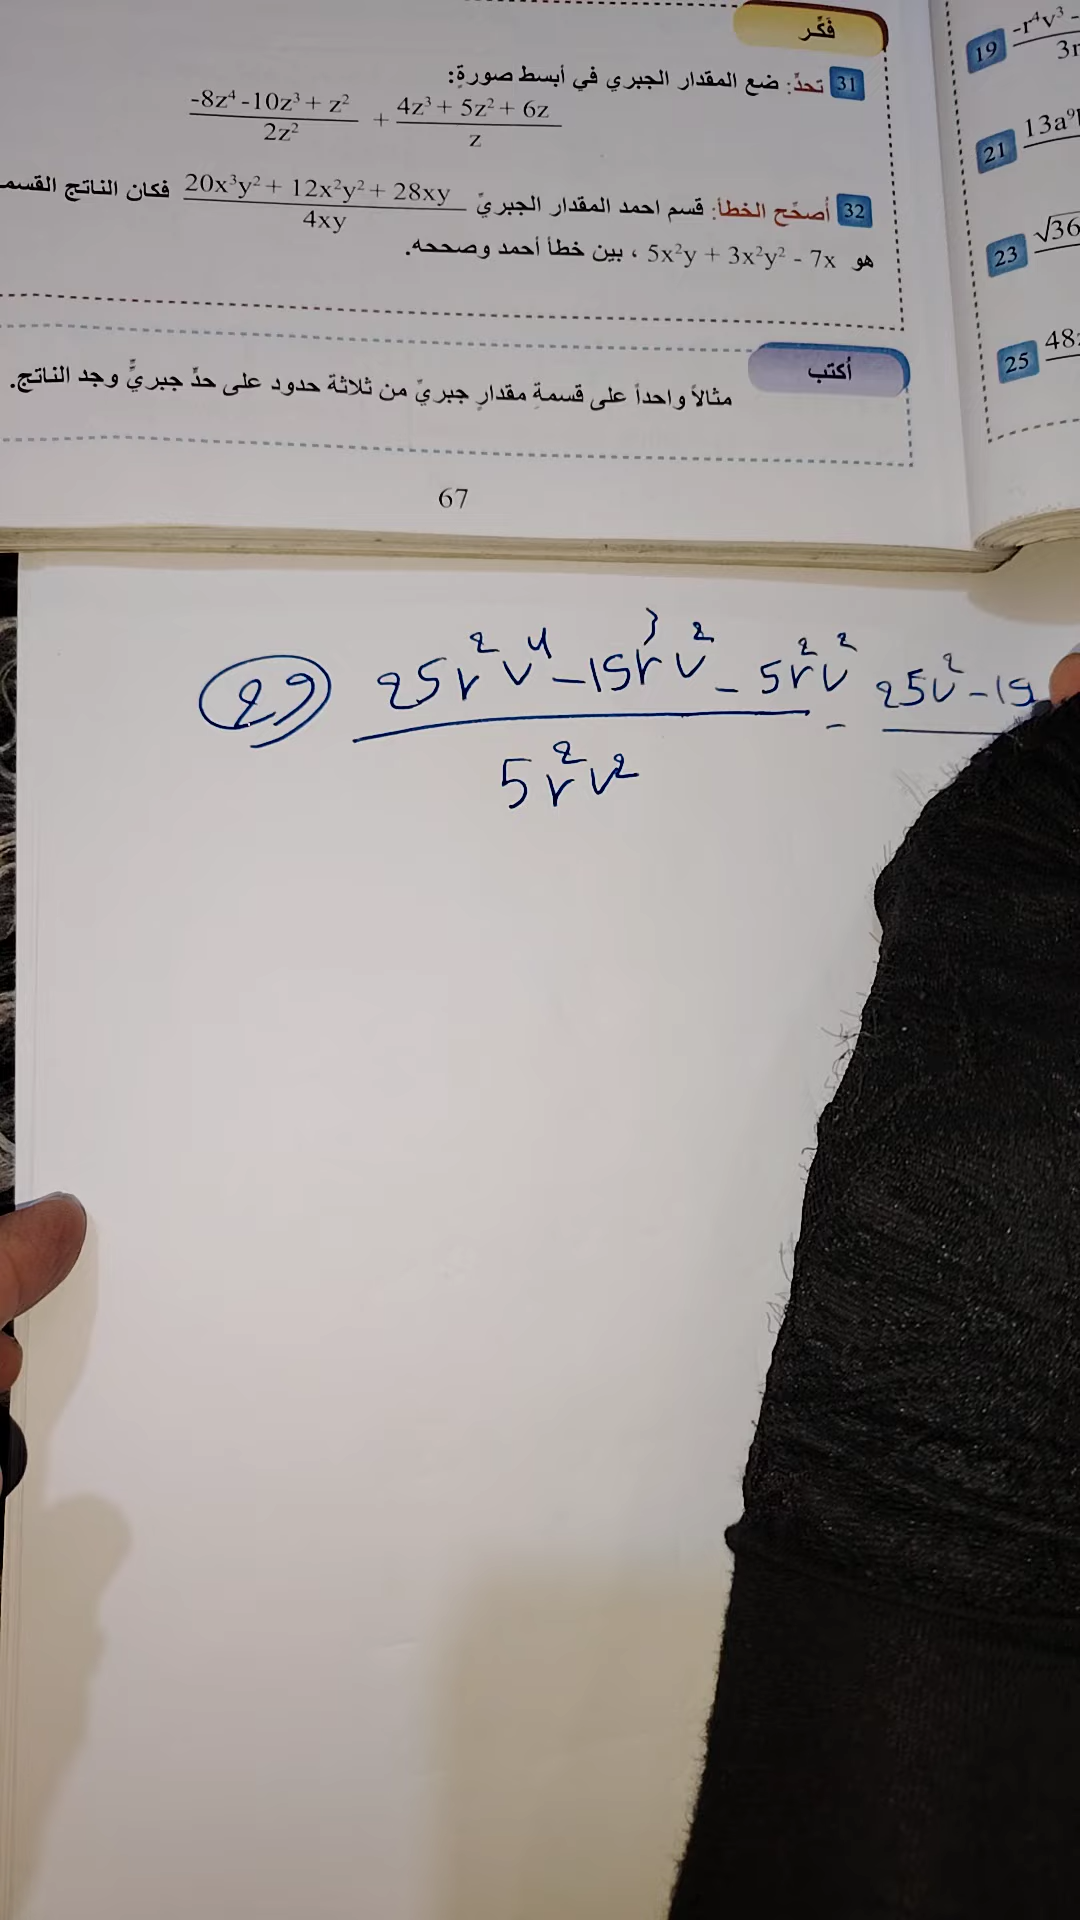 فَكِّر
31 تحدٍّ: ضع المقدار الجبري في أبسط صورةٍ:
(-8z⁴ -10z³ + z²)/(2z²) + (4z³ + 5z² + 6z)/z
32 أصحّح الخطأ: قسم احمد المقدار الجبريّ (20x³y² + 12x²y² + 28xy)/(4xy) فكان الناتج
هو 5x²y + 3x²y² - 7x ، بين خطأ أحمد وصححه.
أكتب
مثالاً واحداً على قسمةِ مقدارٍ جبريّ من ثلاثة حدود على حدٍّ جبريٍّ وجد الناتج.
67
19 -r⁴v³ -
21
23 √36
25 48
29 (25r²v⁴ - 15r³v² - 5r²v²)/(5r²v²) - 25v² - 15